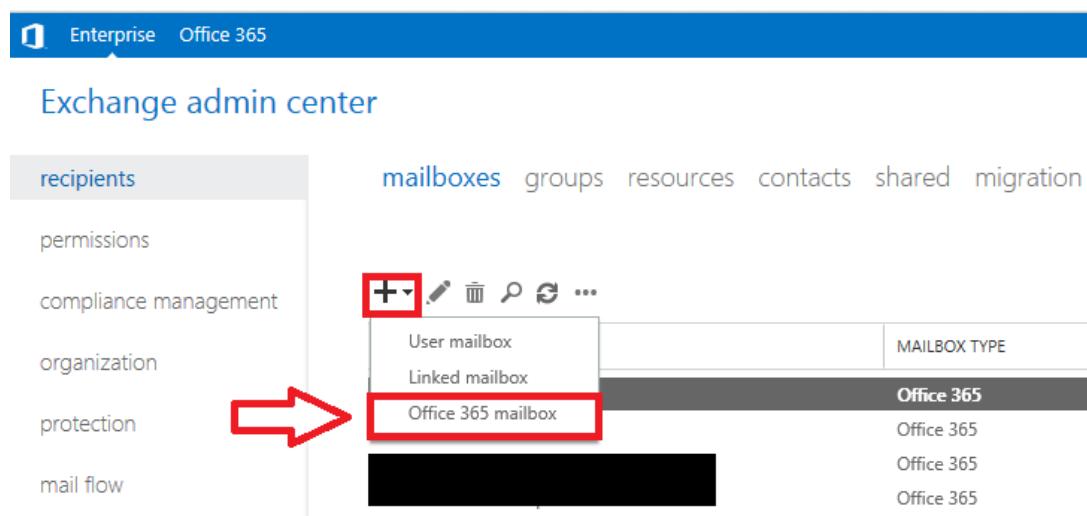 Enterprise Office 365
Exchange admin center
recipients
mailboxes groups resources contacts shared migration
permissions
compliance management
organization
protection
mail flow
User mailbox
Linked mailbox
Office 365 mailbox
MAILBOX TYPE
Office 365
Office 365
Office 365
Office 365